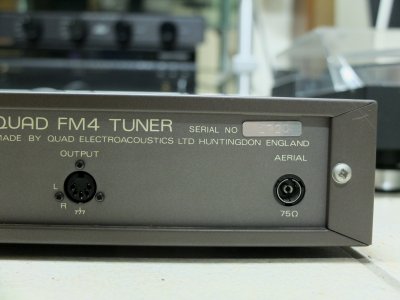 QUAD FM4 TUNER SERIAL NO
MADE BY QUAD ELECTROACOUSTICS LTD HUNTINGDON ENGLAND
OUTPUT
AERIAL
L
R
75Ω